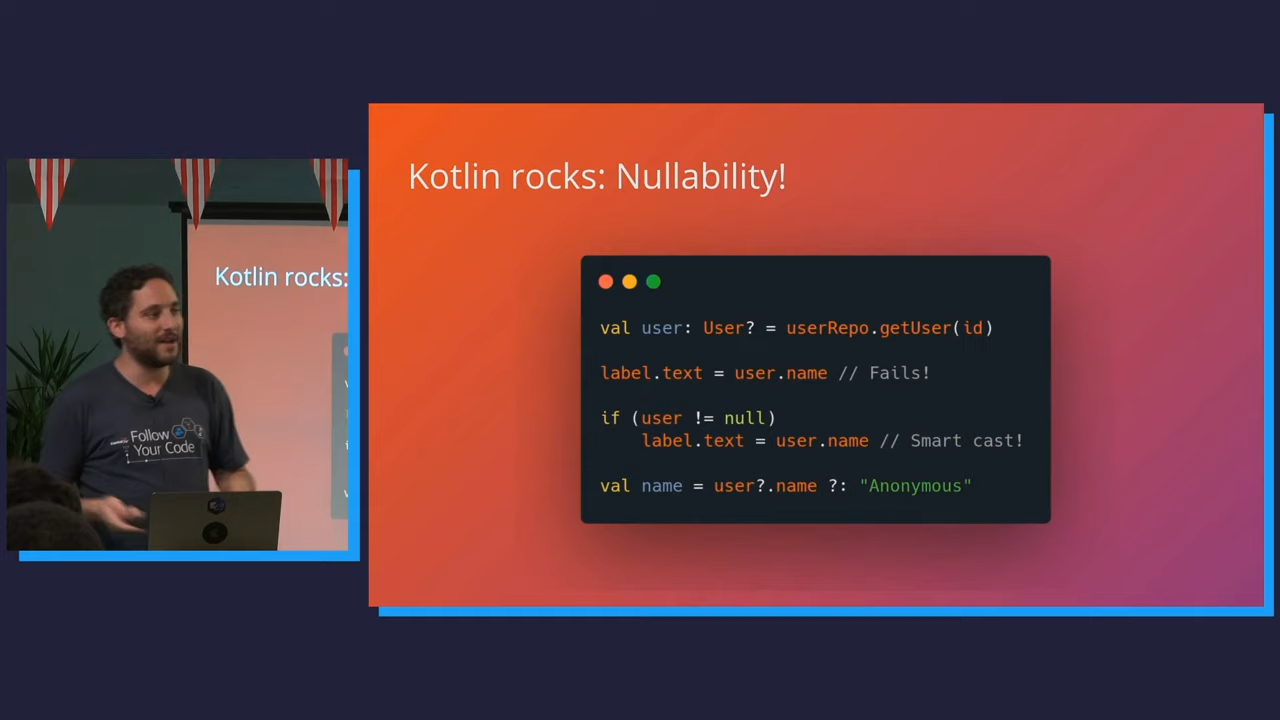 Kotlin rocks: Nullability!
val user: User? = userRepo.getUser(id)
label.text = user.name // Fails!
if (user != null)
label.text = user.name // Smart cast!
val name = user?.name ?: "Anonymous"
Kotlin rocks:
Follow
Your Code